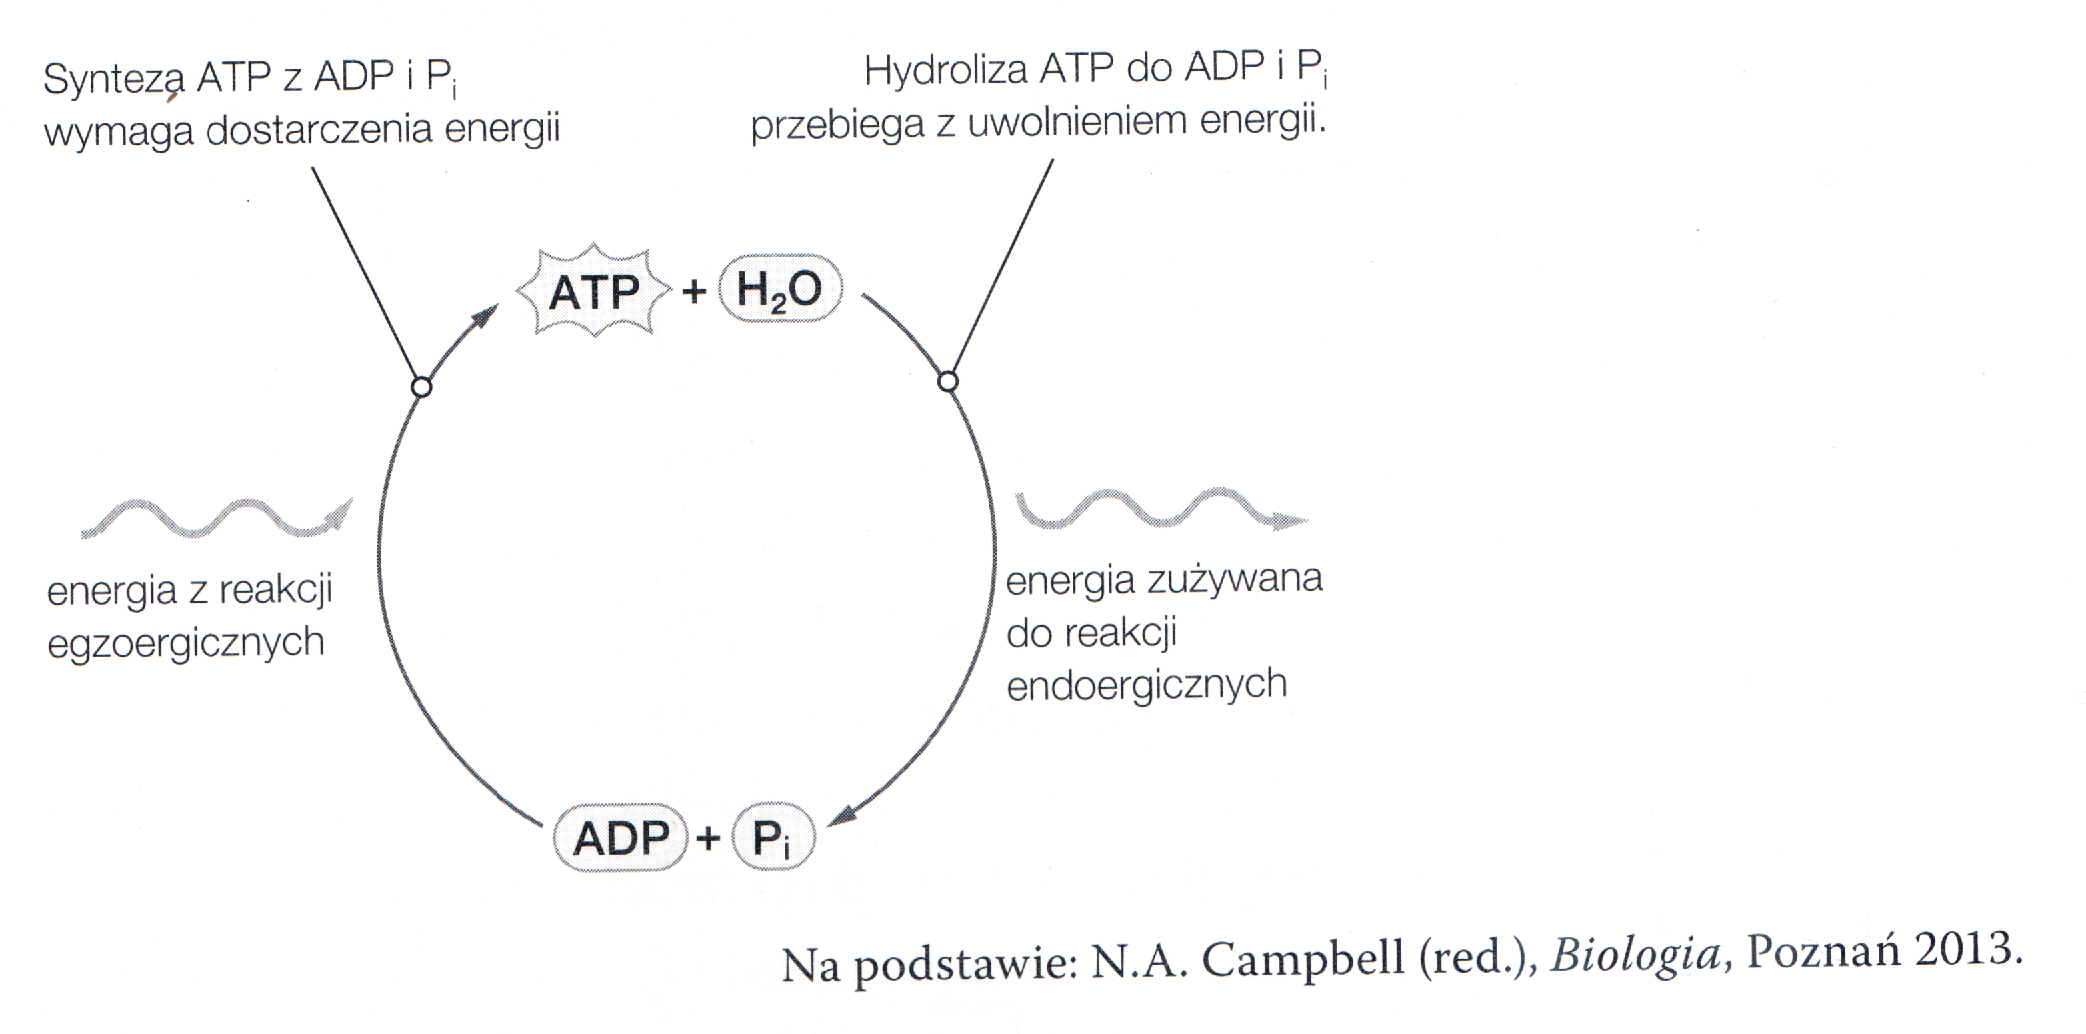 Synteza ATP z ADP i Pi
wymaga dostarczenia energii
Hydroliza ATP do ADP i Pi
przebiega z uwolnieniem energii.
ATP + H₂O
energia z reakcji
egzoergicznych
energia zużywana
do reakcji
endoergicznych
ADP + Pi
Na podstawie: N.A. Campbell (red.), Biologia, Poznań 2013.